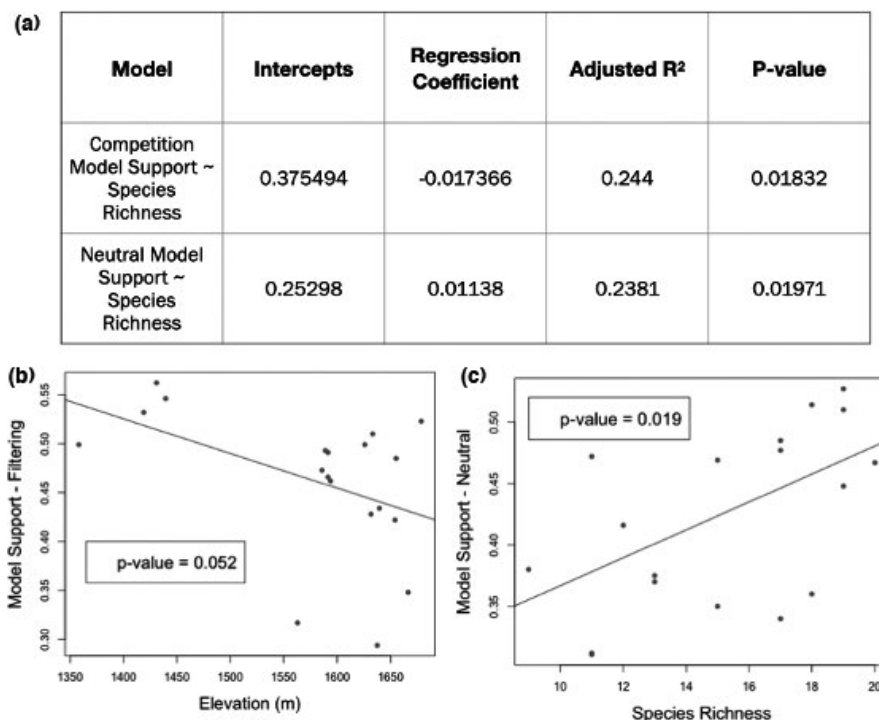 (a)
Model
Intercepts
Regression
Coefficient
Adjusted R²
P-value
Competition
Model Support ~
Species
Richness
0.375494
-0.017366
0.244
0.01832
Neutral Model
Support ~
Species
Richness
0.25298
0.01138
0.2381
0.01971
(b)
Model Support - Filtering
0.55
0.50
0.45
0.40
0.35
0.30
p-value = 0.052
1350 1400 1450 1500 1550 1600 1650
Elevation (m)
(c)
Model Support - Neutral
0.50
0.45
0.40
0.35
p-value = 0.019
10 12 14 16 18 20
Species Richness